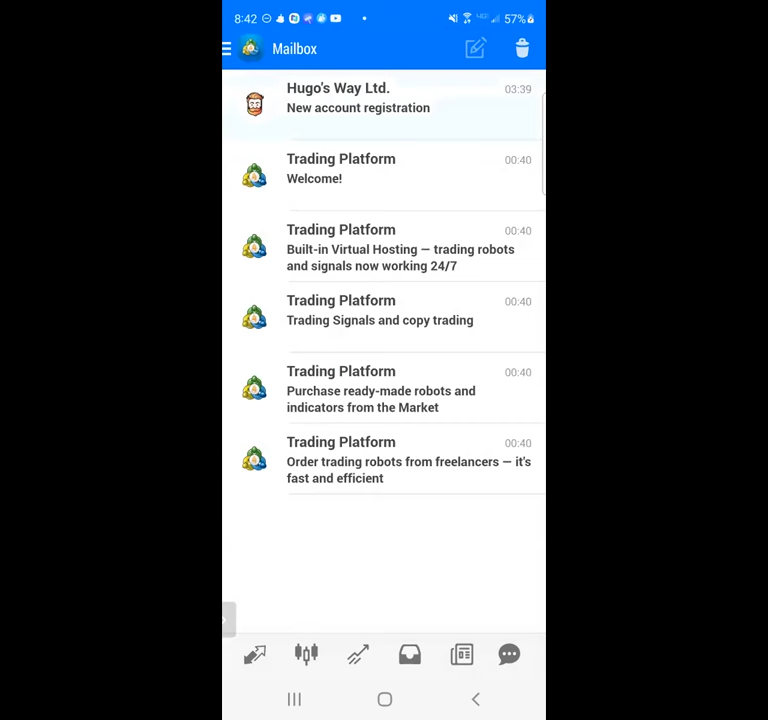 8:42 57%
Mailbox
Hugo's Way Ltd. 03:39
New account registration
Trading Platform 00:40
Welcome!
Trading Platform 00:40
Built-in Virtual Hosting — trading robots
and signals now working 24/7
Trading Platform 00:40
Trading Signals and copy trading
Trading Platform 00:40
Purchase ready-made robots and
indicators from the Market
Trading Platform 00:40
Order trading robots from freelancers — it's
fast and efficient